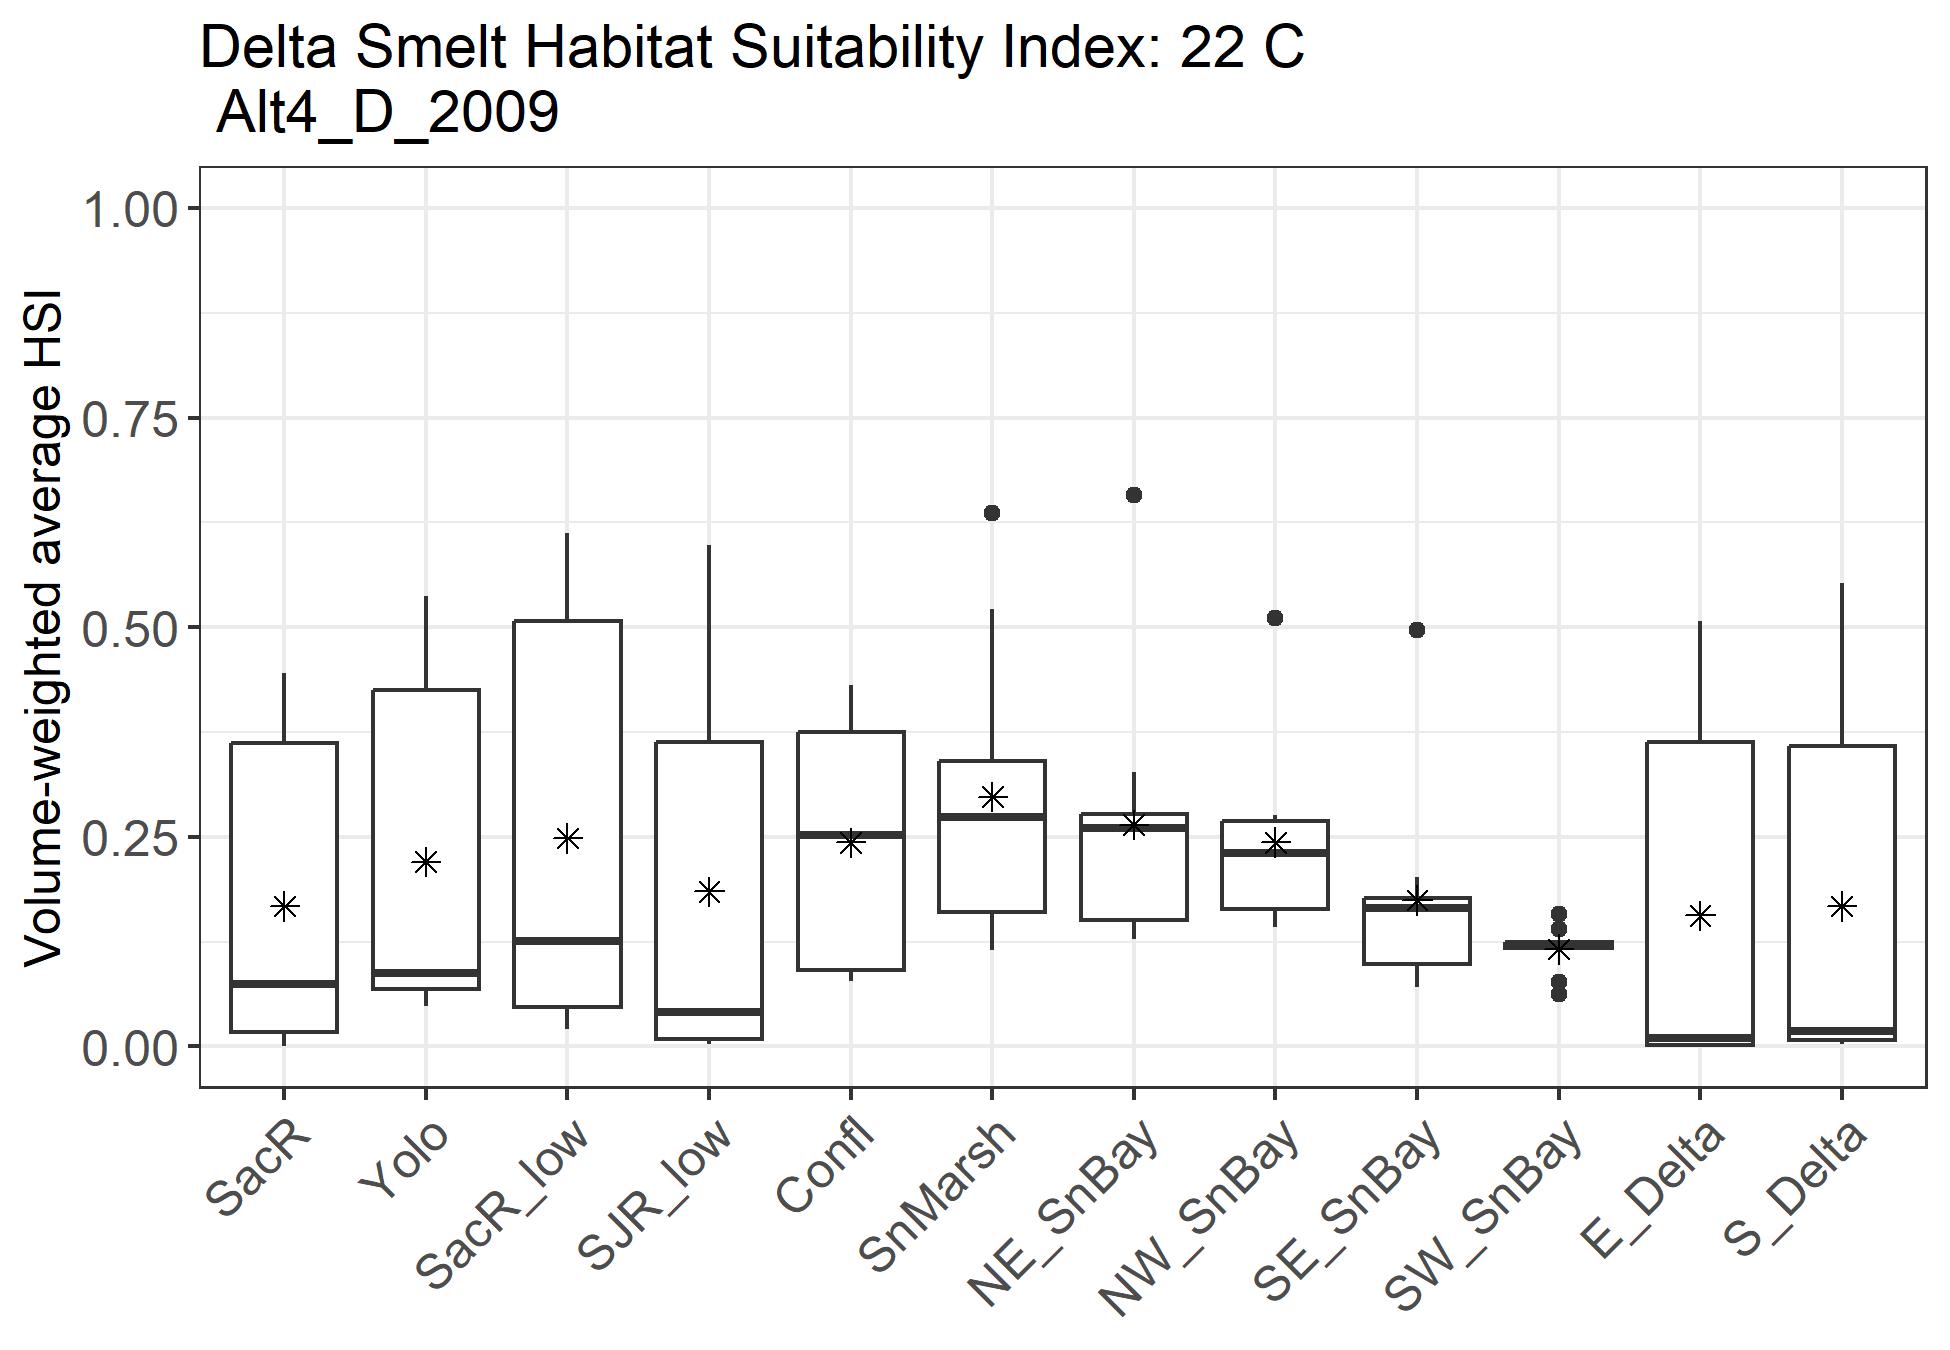 Delta Smelt Habitat Suitability Index: 22 C
Alt4_D_2009
Volume-weighted average HSI
1.00
0.75
0.50
0.25
0.00
SacR
Yolo
SacR_low
SJR_low
Confl
SnMarsh
NE_SnBay
NW_SnBay
SE_SnBay
SW_SnBay
E_Delta
S_Delta